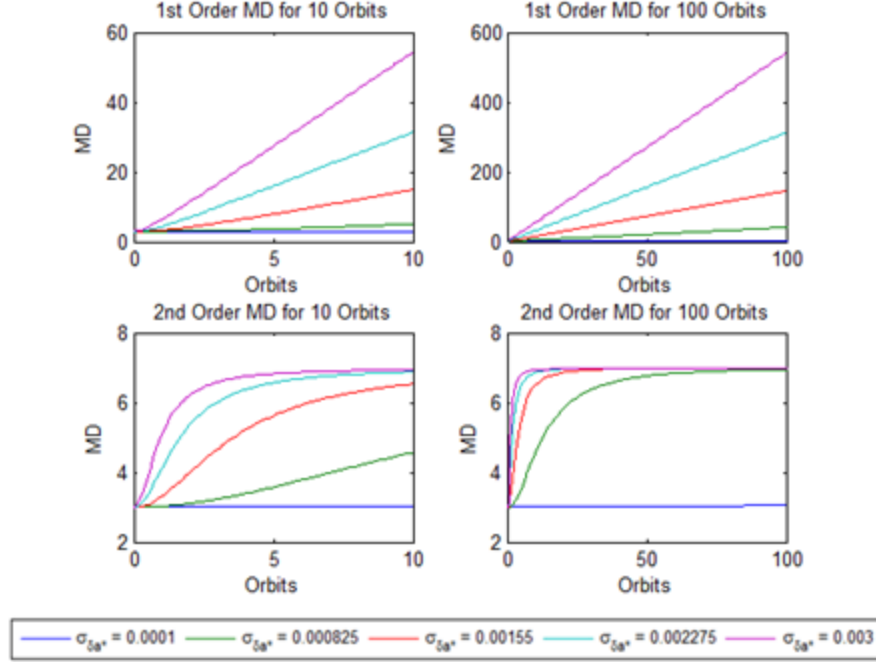 1st Order MD for 10 Orbits
1st Order MD for 100 Orbits
60
40
20
0
MD
0 5 10
Orbits
600
400
200
0
MD
0 50 100
Orbits
2nd Order MD for 10 Orbits
2nd Order MD for 100 Orbits
8
6
4
2
MD
0 5 10
Orbits
8
6
4
2
MD
0 50 100
Orbits
σδa* = 0.0001 σδa* = 0.000825 σδa* = 0.00155 σδa* = 0.002275 σδa* = 0.003